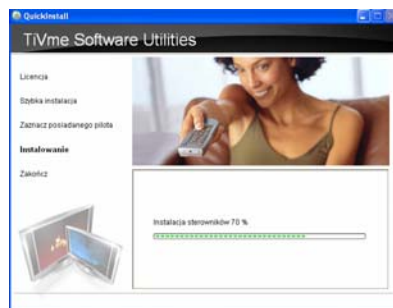 QuickInstall
TiVme Software Utilities
Licencja
Szybka instalacja
Zaznacz posiadanego pilota
Instalowanie
Zakończ
Instalacja sterowników 70 %